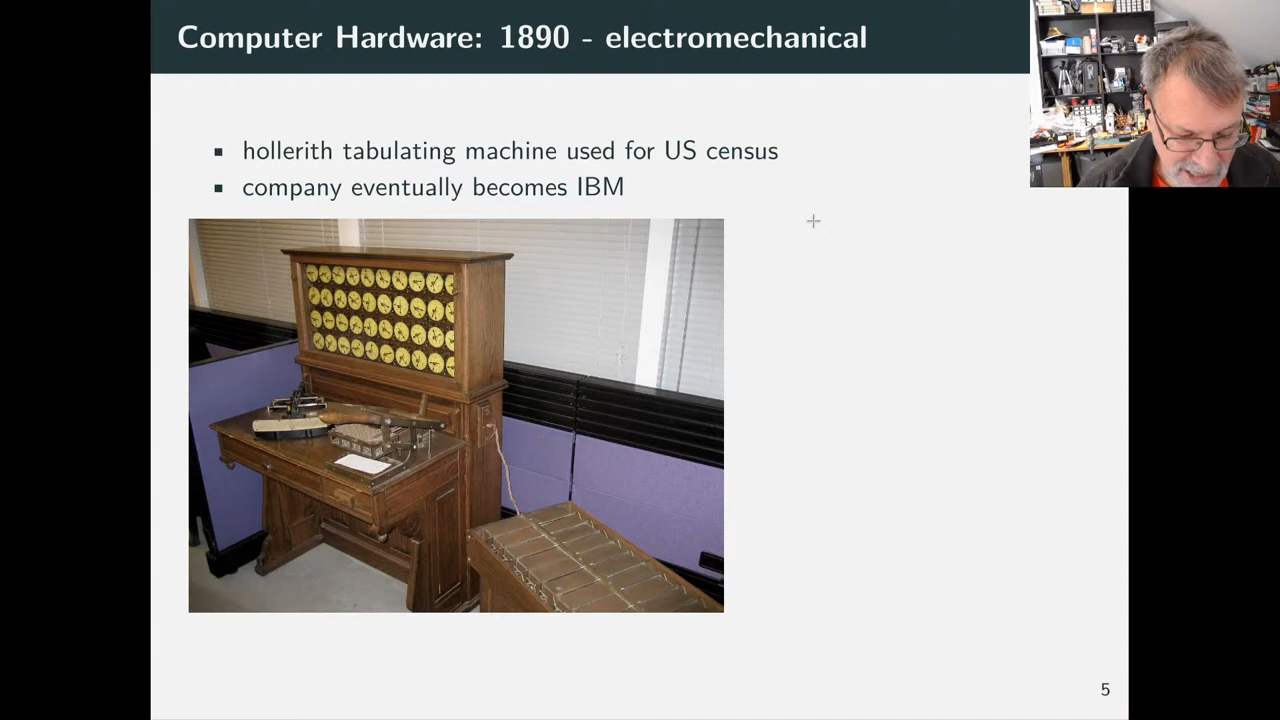 Computer Hardware: 1890 - electromechanical
hollerith tabulating machine used for US census
company eventually becomes IBM
5